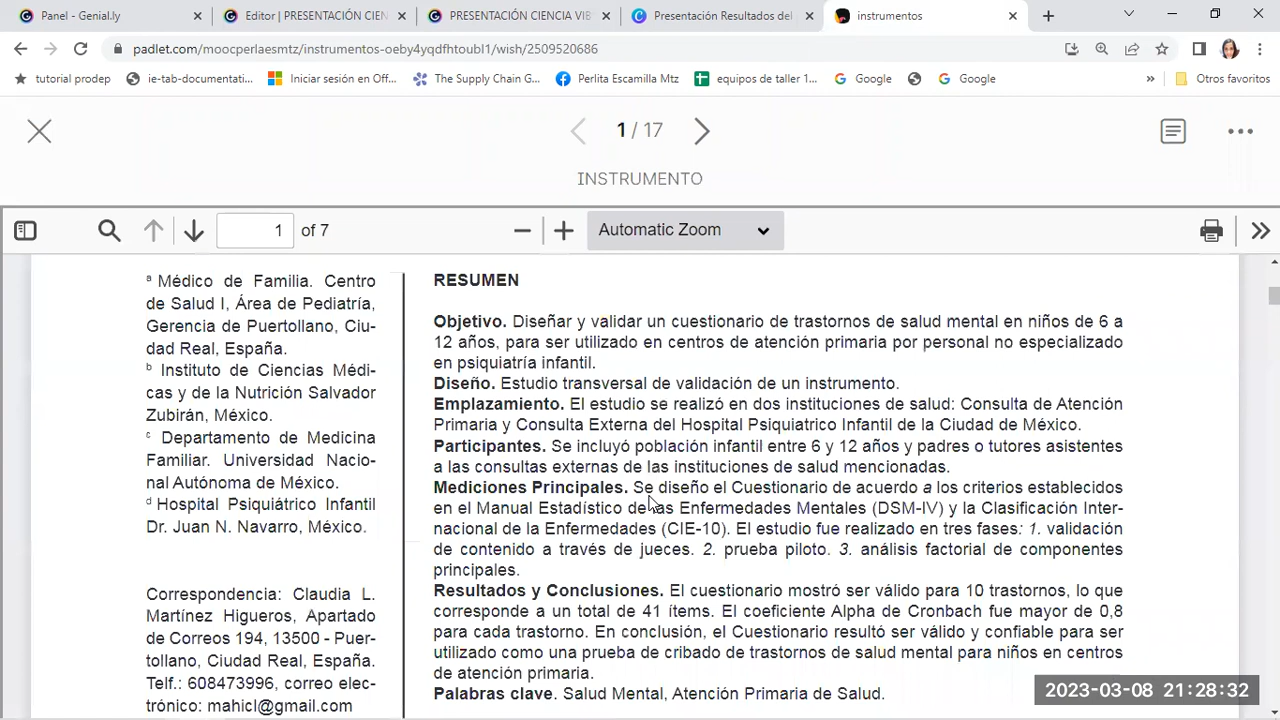 Panel - Genial.ly
Editor | PRESENTACIÓN CIEN
PRESENTACIÓN CIENCIA VIB
Presentación Resultados del
instrumentos
padlet.com/moocperlaesmtz/instrumentos-oeby4yqdfhtoubl1/wish/2509520686
tutorial prodep
ie-tab-documentati...
Iniciar sesión en Off...
The Supply Chain G...
Perlita Escamilla Mtz
equipos de taller 1...
Google
Google
Otros favoritos
1 / 17
INSTRUMENTO
1 of 7
Automatic Zoom
a Médico de Familia. Centro
de Salud I, Área de Pediatría,
Gerencia de Puertollano, Ciu-
dad Real, España.
b Instituto de Ciencias Médi-
cas y de la Nutrición Salvador
Zubirán, México.
c Departamento de Medicina
Familiar. Universidad Nacio-
nal Autónoma de México.
d Hospital Psiquiátrico Infantil
Dr. Juan N. Navarro, México.
Correspondencia: Claudia L.
Martínez Higueros, Apartado
de Correos 194, 13500 - Puer-
tollano, Ciudad Real, España.
Telf.: 608473996, correo elec-
trónico: mahicl@gmail.com
RESUMEN
Objetivo. Diseñar y validar un cuestionario de trastornos de salud mental en niños de 6 a
12 años, para ser utilizado en centros de atención primaria por personal no especializado
en psiquiatría infantil.
Diseño. Estudio transversal de validación de un instrumento.
Emplazamiento. El estudio se realizó en dos instituciones de salud: Consulta de Atención
Primaria y Consulta Externa del Hospital Psiquiatrico Infantil de la Ciudad de México.
Participantes. Se incluyó población infantil entre 6 y 12 años y padres o tutores asistentes
a las consultas externas de las instituciones de salud mencionadas.
Mediciones Principales. Se diseño el Cuestionario de acuerdo a los criterios establecidos
en el Manual Estadístico de las Enfermedades Mentales (DSM-IV) y la Clasificación Inter-
nacional de la Enfermedades (CIE-10). El estudio fue realizado en tres fases: 1. validación
de contenido a través de jueces. 2. prueba piloto. 3. análisis factorial de componentes
principales.
Resultados y Conclusiones. El cuestionario mostró ser válido para 10 trastornos, lo que
corresponde a un total de 41 ítems. El coeficiente Alpha de Cronbach fue mayor de 0,8
para cada trastorno. En conclusión, el Cuestionario resultó ser válido y confiable para ser
utilizado como una prueba de cribado de trastornos de salud mental para niños en centros
de atención primaria.
Palabras clave. Salud Mental, Atención Primaria de Salud.
2023-03-08 21:28:32